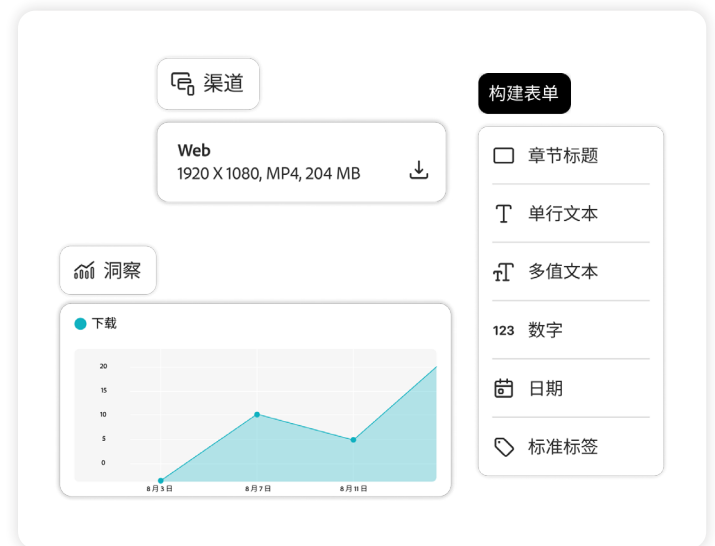 渠道
Web
1920 X 1080, MP4, 204 MB
洞察
下载
20
15
10
5
0
8 月 3 日
8 月 7 日
8 月 11 日
构建表单
章节标题
单行文本
多值文本
123 数字
日期
标准标签